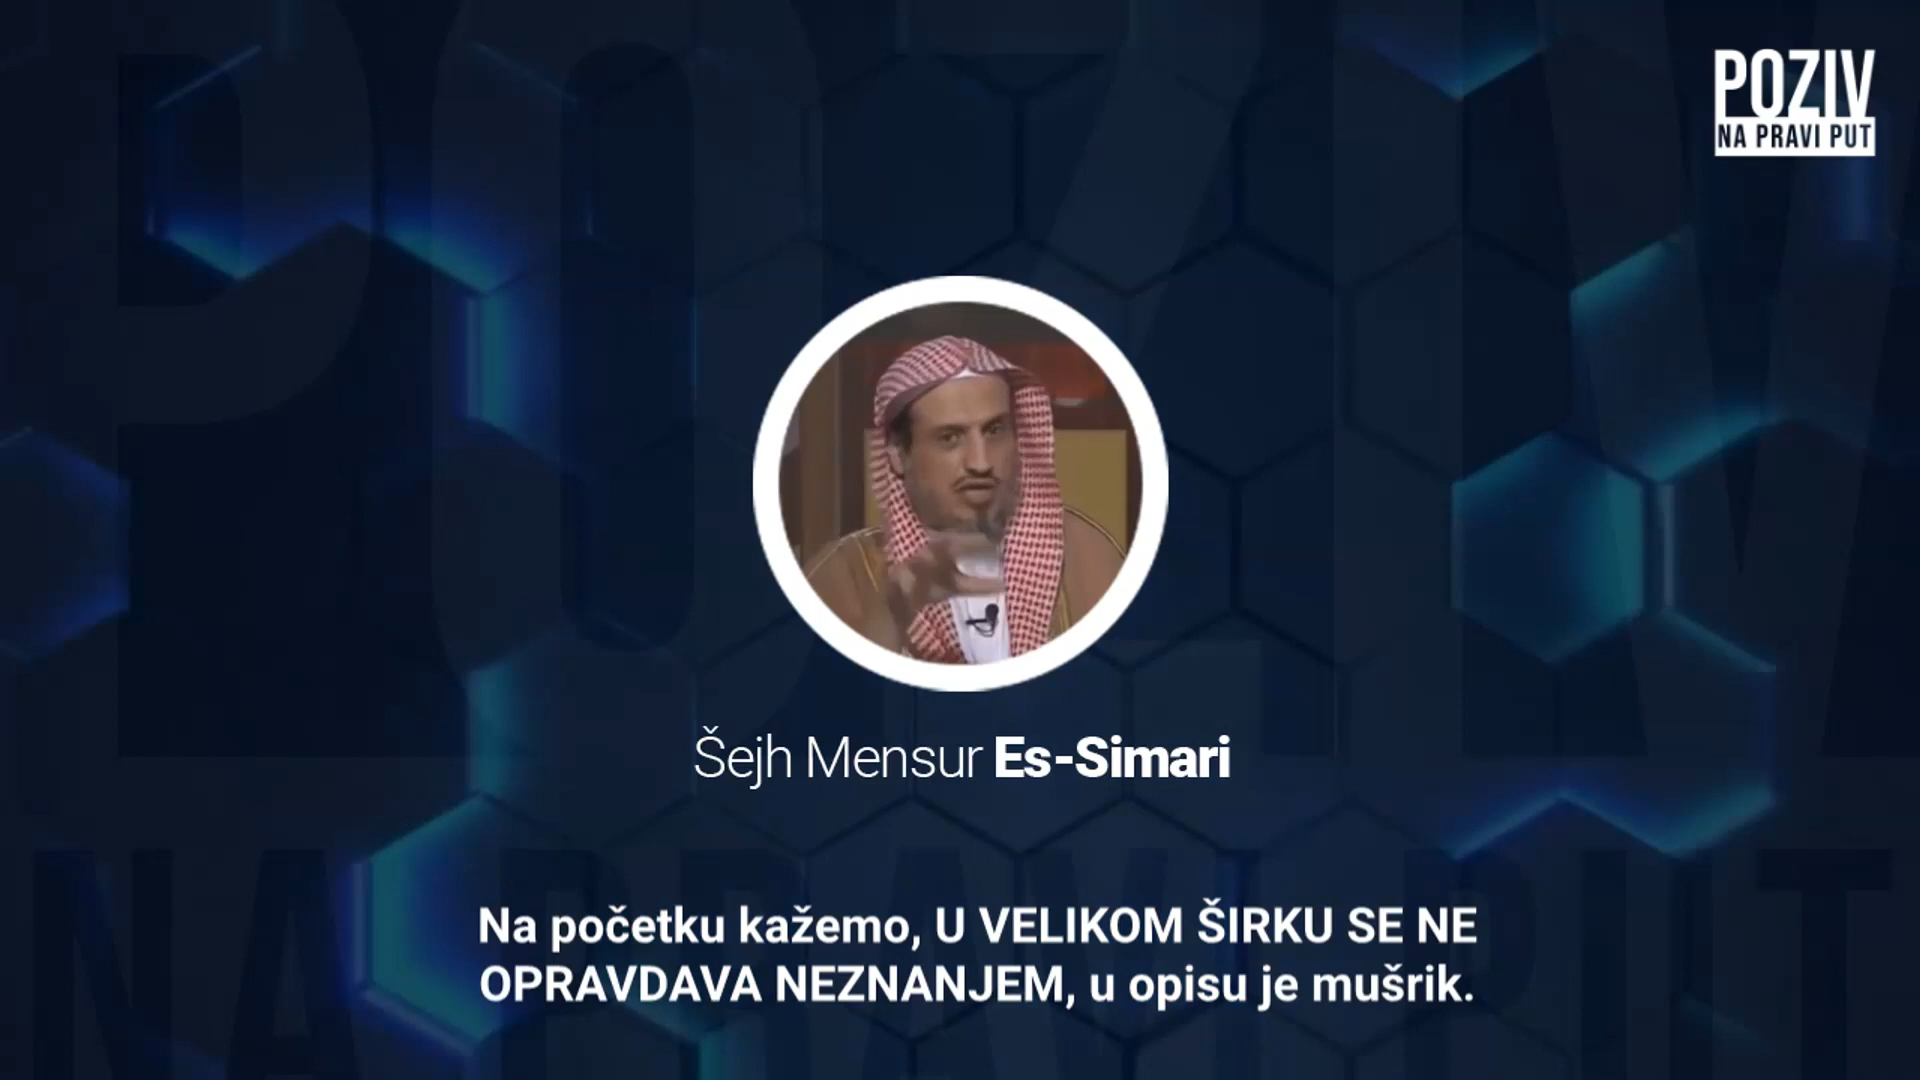 POZIV
NA PRAVI PUT
Šejh Mensur Es-Simari
Na početku kažemo, U VELIKOM ŠIRKU SE NE
OPRAVDAVA NEZNANJEM, u opisu je mušrik.